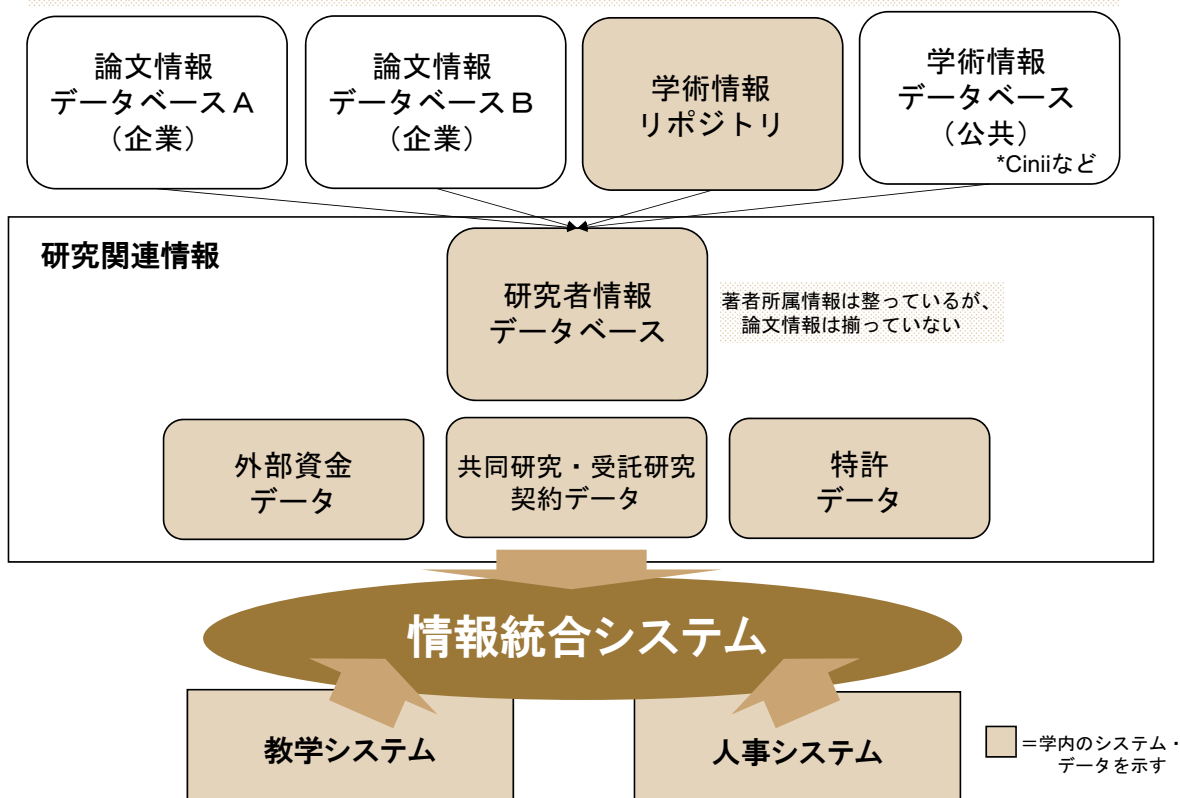 論文情報
データベースA
（企業）
論文情報
データベースB
（企業）
学術情報
リポジトリ
学術情報
データベース
（公共）
*Ciniiなど
研究関連情報
研究者情報
データベース
著者所属情報は整っているが、
論文情報は揃っていない
外部資金
データ
共同研究・受託研究
契約データ
特許
データ
情報統合システム
教学システム
人事システム
＝学内のシステム・
データを示す